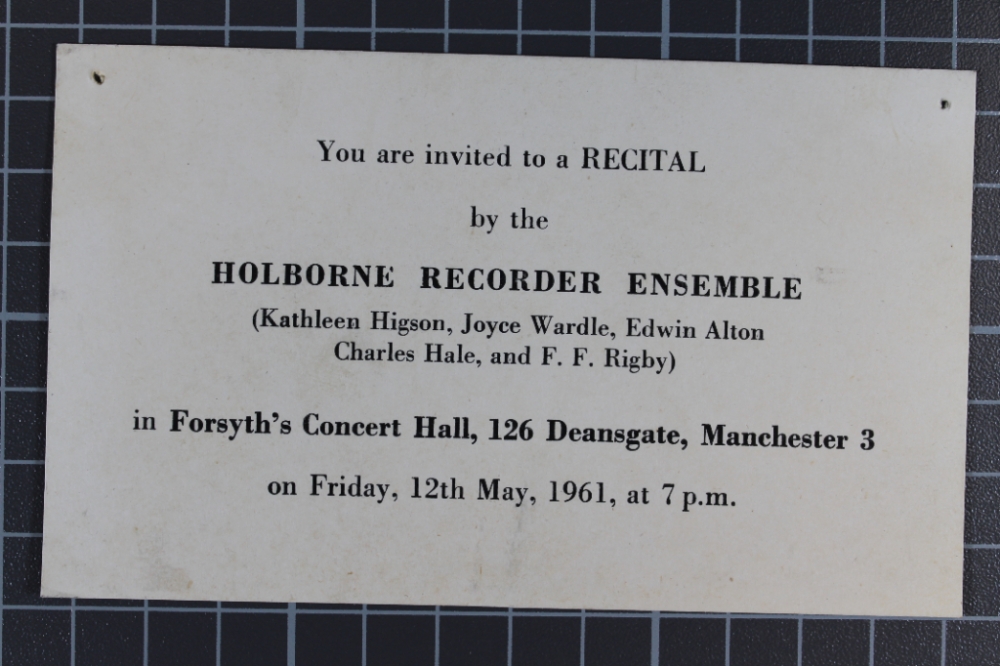 You are invited to a RECITAL
by the
HOLBORNE RECORDER ENSEMBLE
(Kathleen Higson, Joyce Wardle, Edwin Alton
Charles Hale, and F. F. Rigby)
in Forsyth's Concert Hall, 126 Deansgate, Manchester 3
on Friday, 12th May, 1961, at 7 p.m.